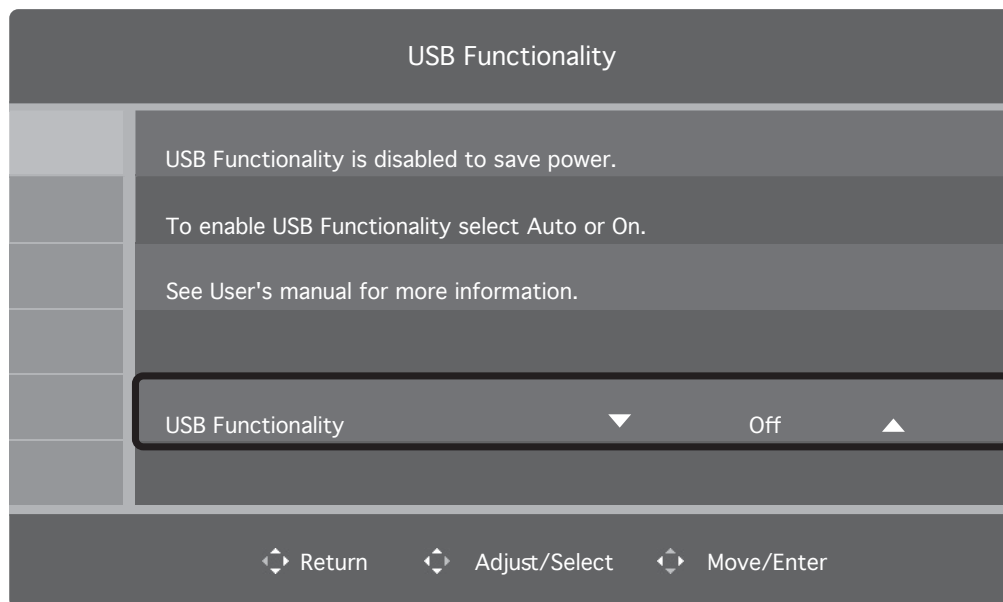 USB Functionality
USB Functionality is disabled to save power.
To enable USB Functionality select Auto or On.
See User's manual for more information.
USB Functionality Off
Return Adjust/Select Move/Enter